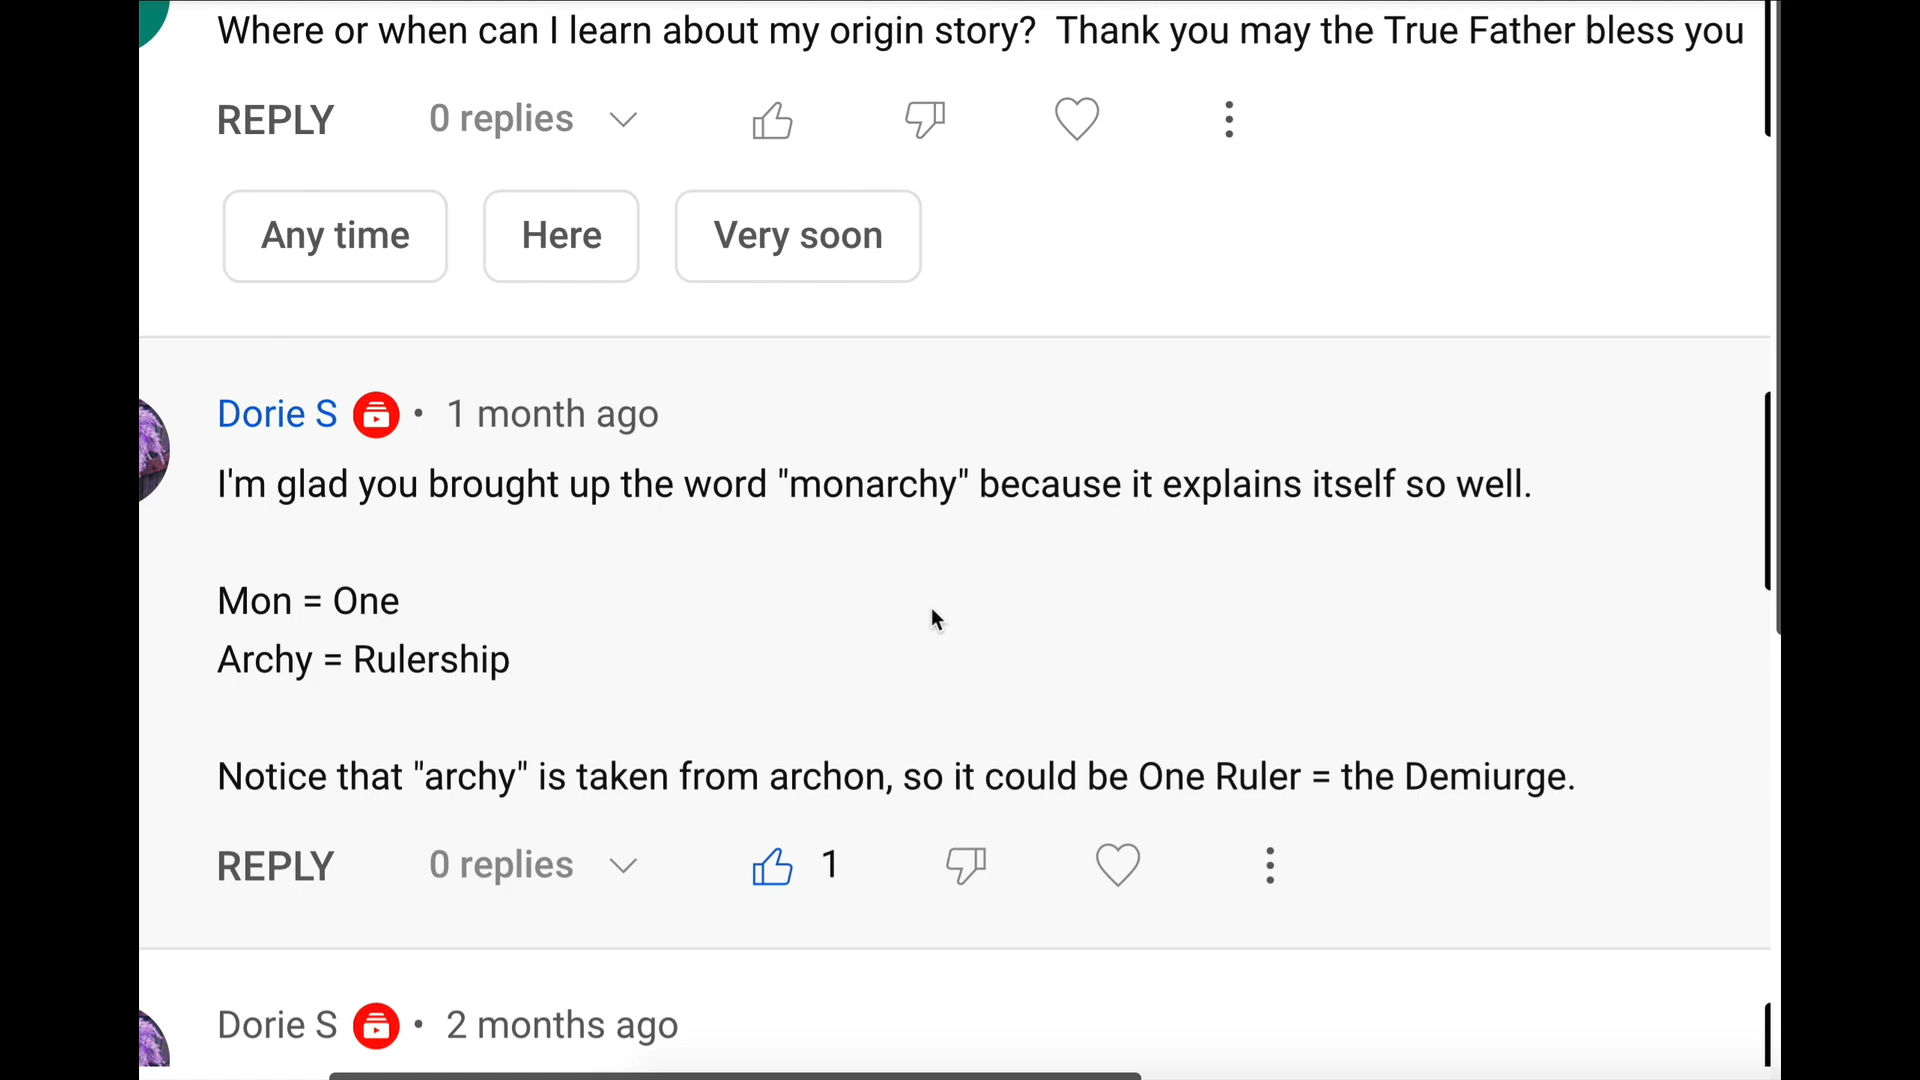 Where or when can I learn about my origin story?  Thank you may the True Father bless you
REPLY 0 replies
Any time Here Very soon
Dorie S • 1 month ago
I'm glad you brought up the word "monarchy" because it explains itself so well.
Mon = One
Archy = Rulership
Notice that "archy" is taken from archon, so it could be One Ruler = the Demiurge.
REPLY 0 replies 1
Dorie S • 2 months ago